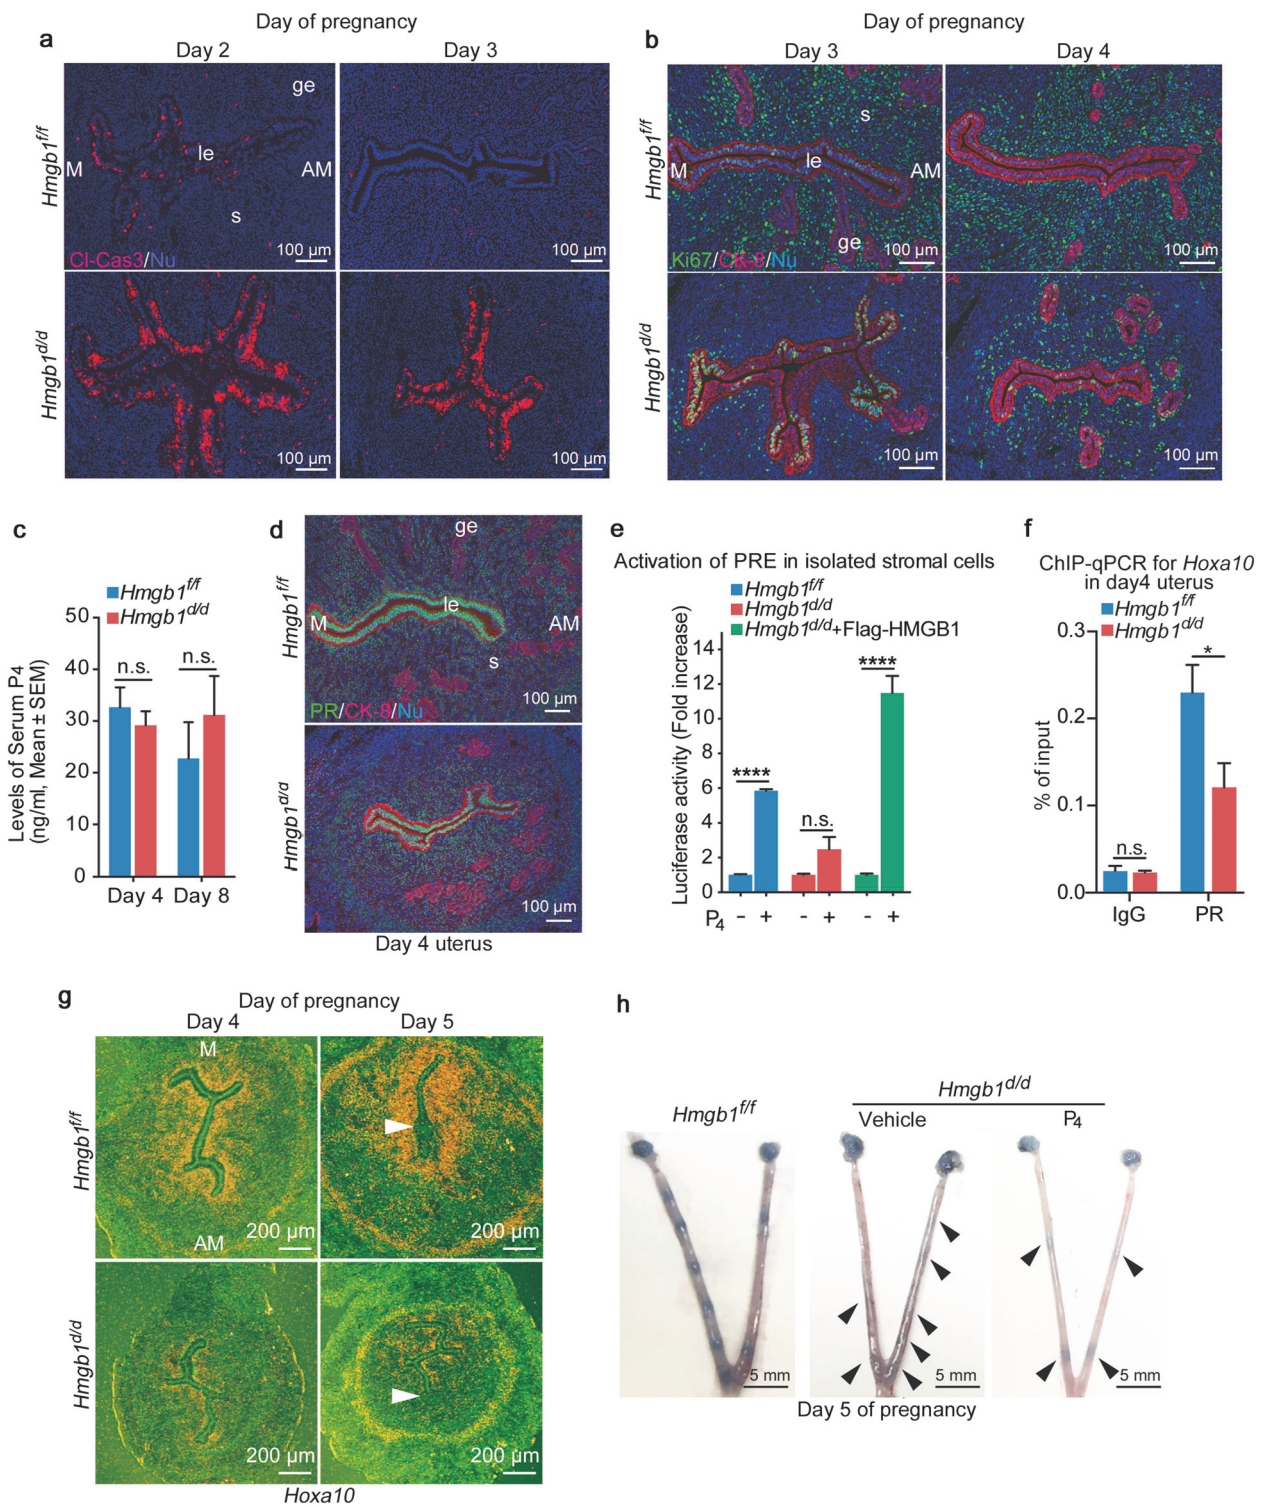 a
Day of pregnancy
Day 2
Day 3
Hmgb1f/f
ge
le
M
AM
s
Cl-Cas3/Nu
100 µm
100 µm
Hmgb1d/d
100 µm
100 µm
b
Day of pregnancy
Day 3
Day 4
Hmgb1f/f
s
le
M
AM
ge
Ki67/CK-8/Nu
100 µm
100 µm
Hmgb1d/d
100 µm
100 µm
c
Hmgb1f/f
Hmgb1d/d
Levels of Serum P4
(ng/ml, Mean ± SEM)
50
40
30
20
10
0
n.s.
n.s.
Day 4 Day 8
d
Hmgb1f/f
ge
le
M
AM
s
PR/CK-8/Nu
100 µm
Hmgb1d/d
100 µm
Day 4 uterus
e
Activation of PRE in isolated stromal cells
Hmgb1f/f
Hmgb1d/d
Hmgb1d/d+Flag-HMGB1
Luciferase activity (Fold increase)
14
12
10
8
6
4
2
0
****
n.s.
****
P4 - + - + - +
f
ChIP-qPCR for Hoxa10
in day4 uterus
Hmgb1f/f
Hmgb1d/d
% of input
0.3
0.2
0.1
0.0
n.s.
*
IgG PR
g
Day of pregnancy
Day 4
Day 5
Hmgb1f/f
M
AM
200 µm
200 µm
Hmgb1d/d
200 µm
200 µm
Hoxa10
h
Hmgb1f/f
Hmgb1d/d
Vehicle
P4
5 mm
5 mm
5 mm
Day 5 of pregnancy